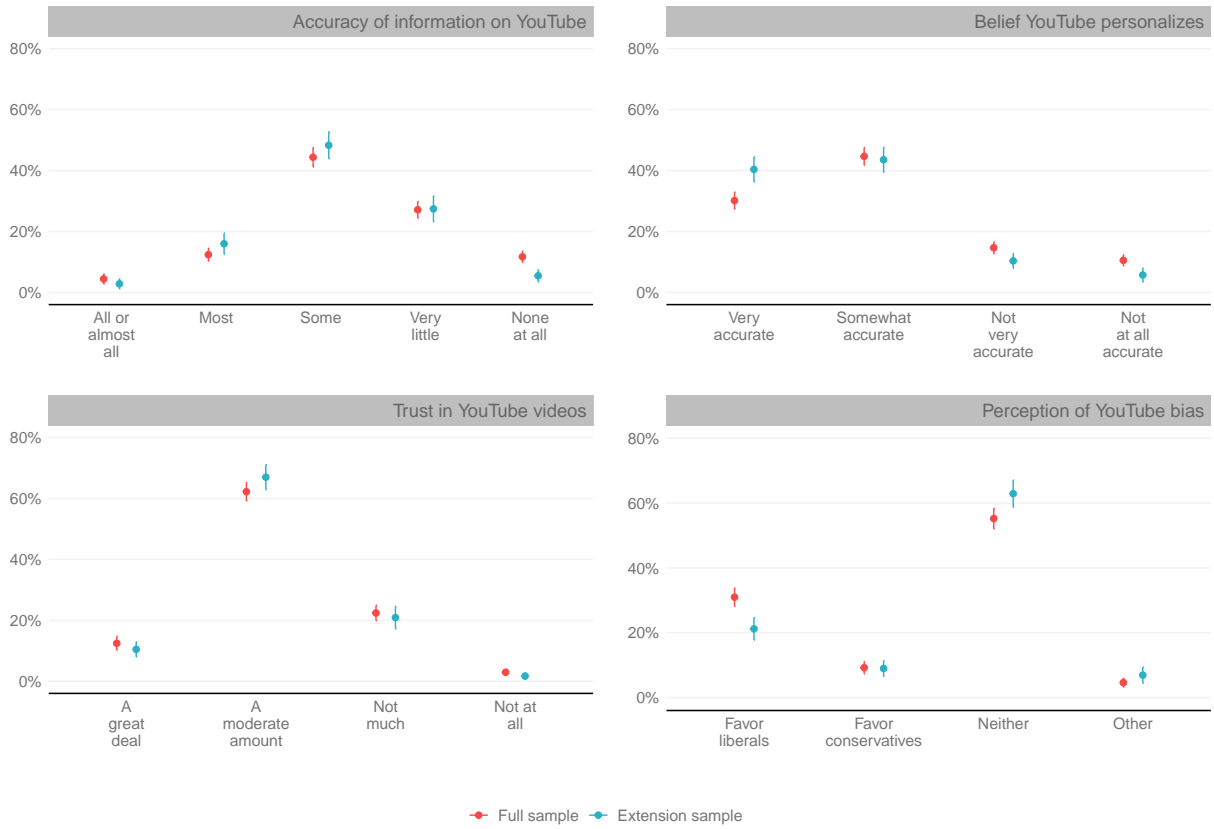 Accuracy of information on YouTube
80%
60%
40%
20%
0%
All or
almost
all
Most
Some
Very
little
None
at all
Belief YouTube personalizes
80%
60%
40%
20%
0%
Very
accurate
Somewhat
accurate
Not
very
accurate
Not
at all
accurate
Trust in YouTube videos
80%
60%
40%
20%
0%
A
great
deal
A
moderate
amount
Not
much
Not at
all
Perception of YouTube bias
80%
60%
40%
20%
0%
Favor
liberals
Favor
conservatives
Neither
Other
Full sample
Extension sample